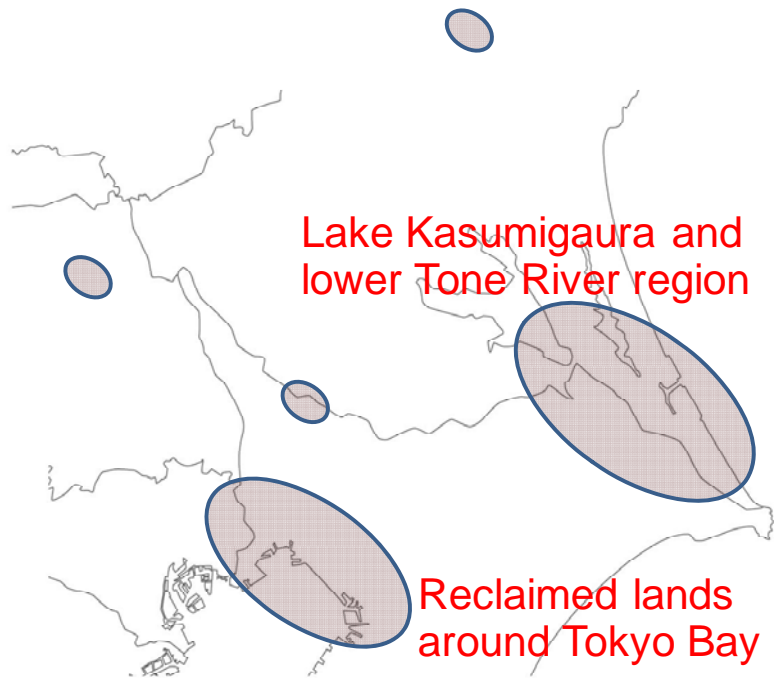 Lake Kasumigaura and
lower Tone River region
Reclaimed lands
around Tokyo Bay